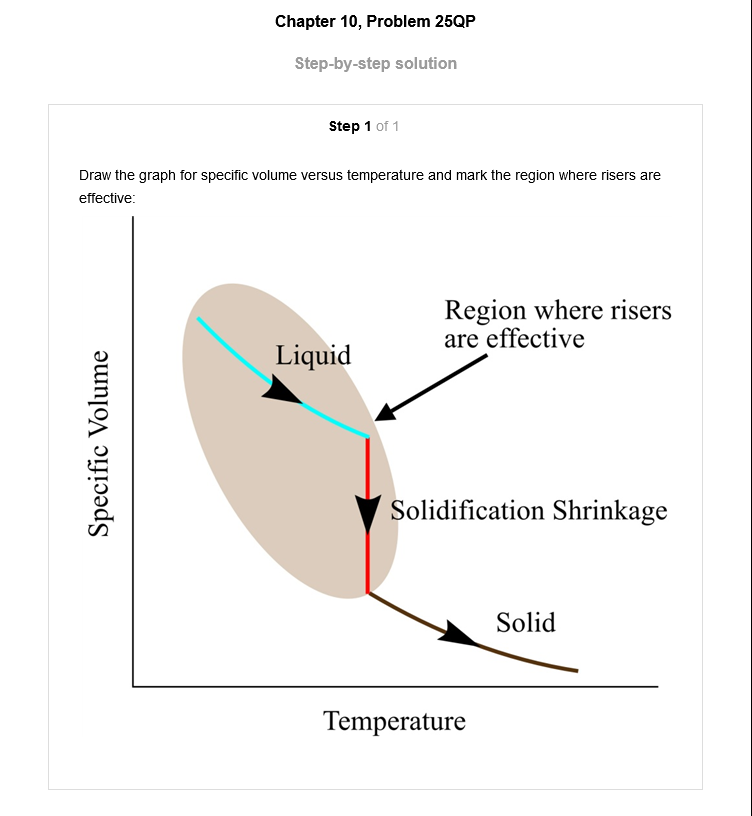 Chapter 10, Problem 25QP
Step-by-step solution
Step 1 of 1
Draw the graph for specific volume versus temperature and mark the region where risers are
effective:
Region where risers
are effective
Liquid
Specific Volume
Solidification Shrinkage
Solid
Temperature